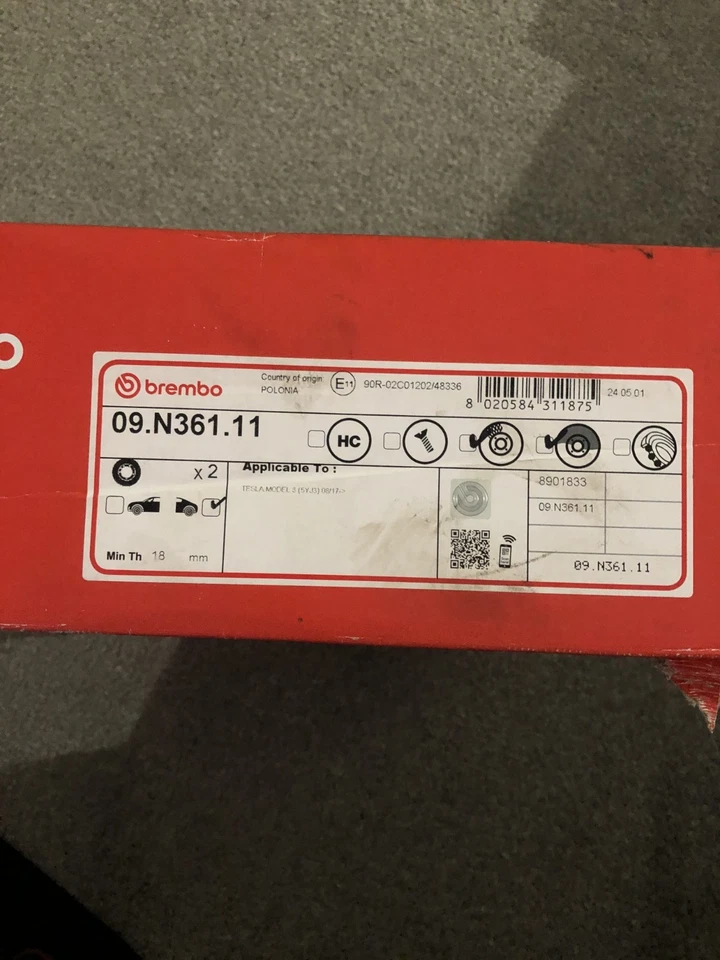 o
brembo
Country of origin
POLONIA
E11
90R-02C01202/48336
8 020584 311875
24.05.01
09.N361.11
HC
x 2
Applicable To :
TESLA MODEL 3 (5YJ3) 08/17->
Min Th 18 mm
8901833
09.N361.11
09.N361.11